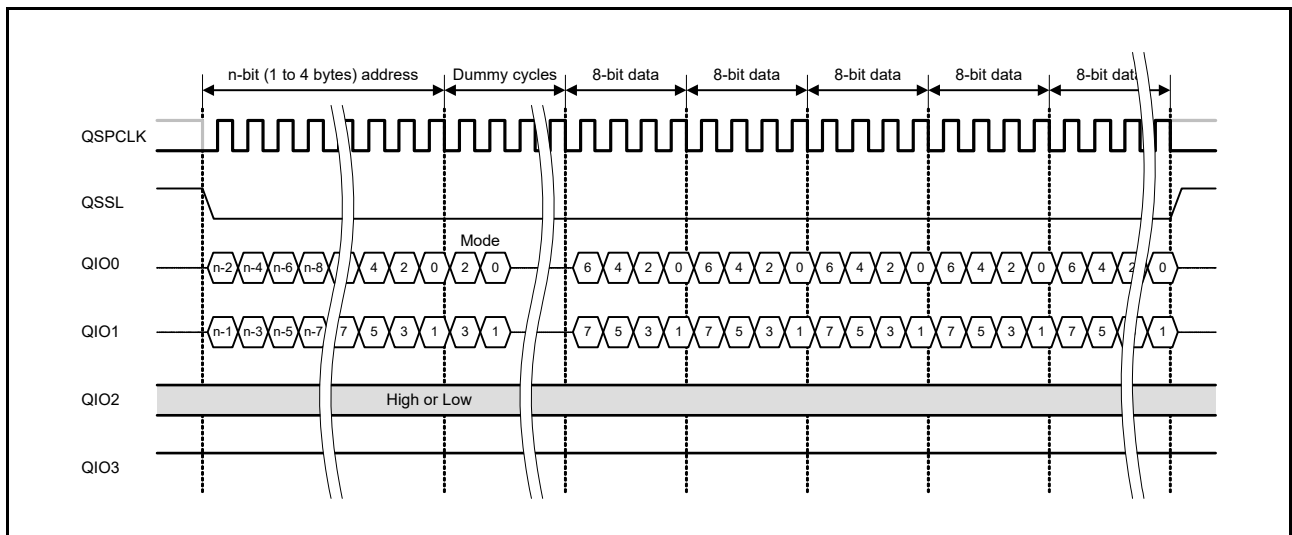 n-bit (1 to 4 bytes) address Dummy cycles 8-bit data 8-bit data 8-bit data 8-bit data 8-bit data
QSPCLK
QSSL
Mode
QIO0 n-2 n-4 n-6 n-8 4 2 0 2 0 6 4 2 0 6 4 2 0 6 4 2 0 6 4 2 0 6 4 2 0
QIO1 n-1 n-3 n-5 n-7 7 5 3 1 3 1 7 5 3 1 7 5 3 1 7 5 3 1 7 5 3 1 7 5 1
QIO2 High or Low
QIO3